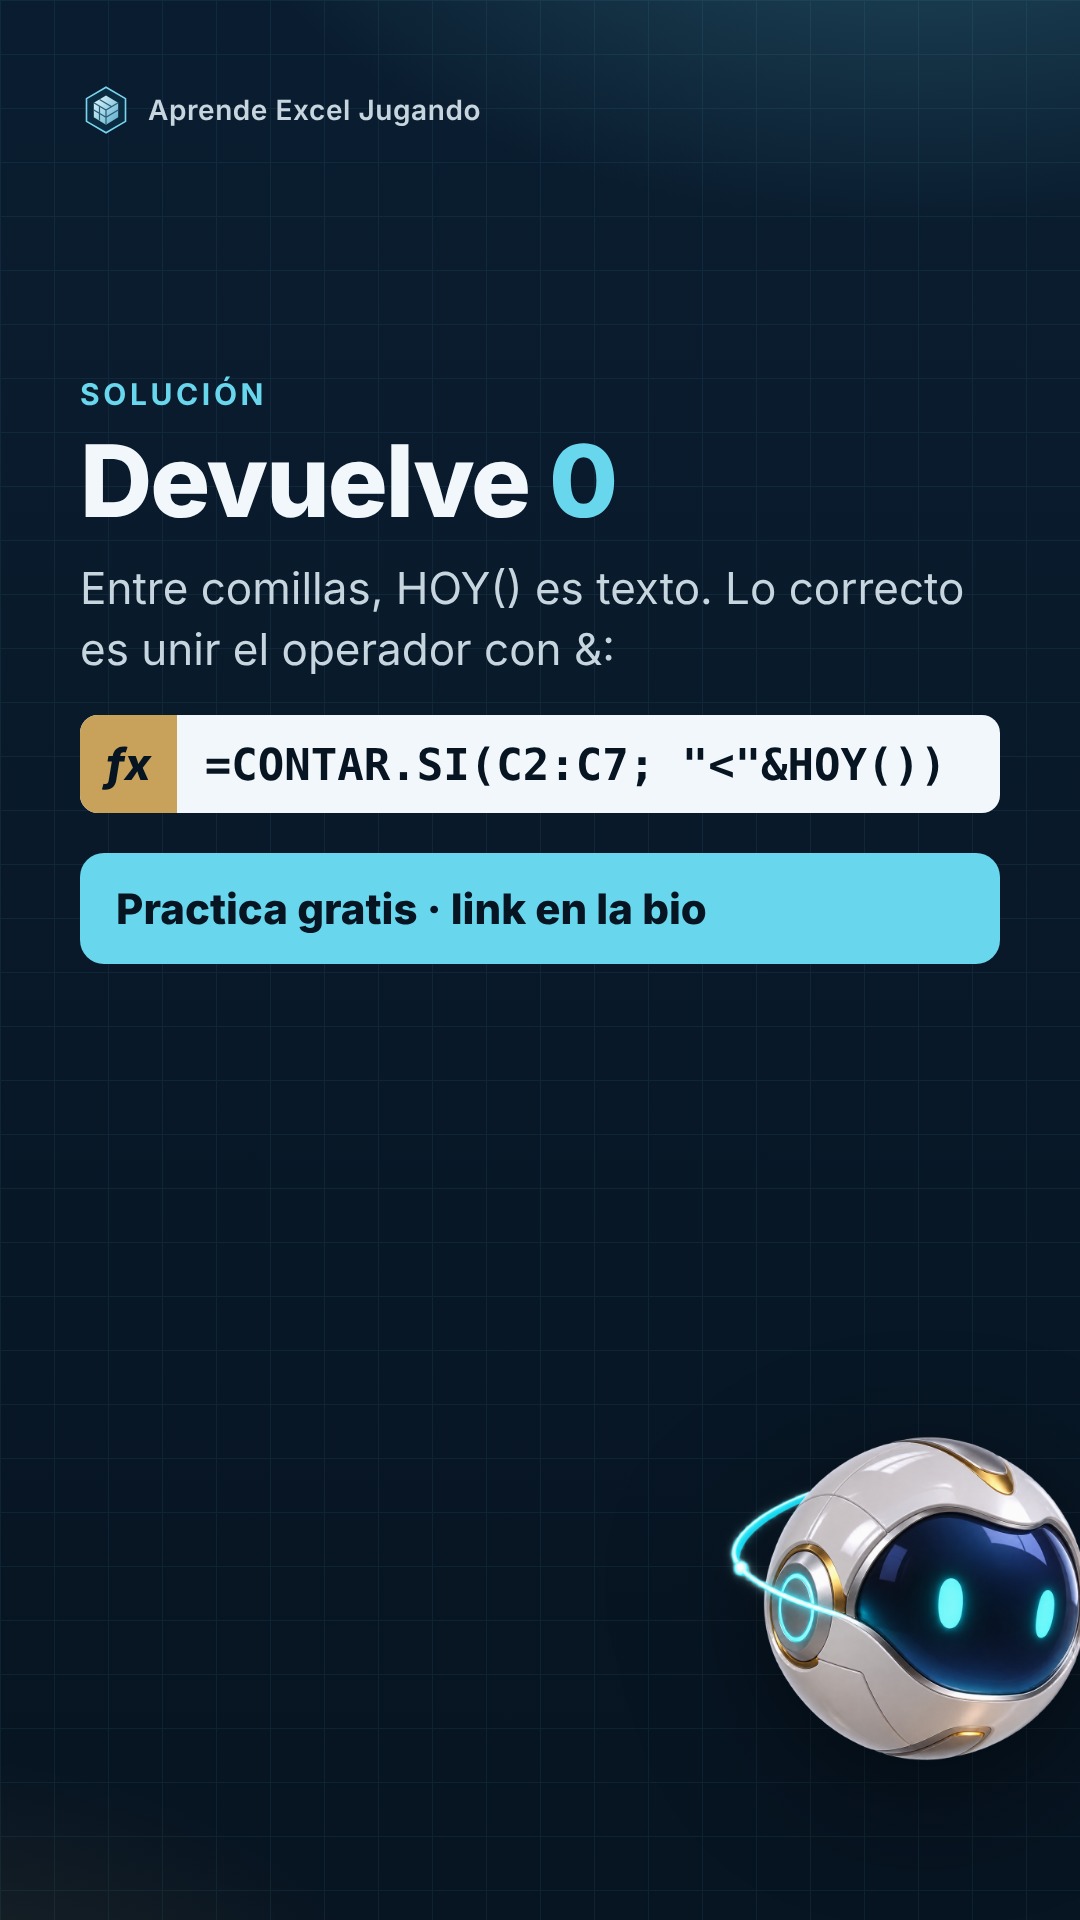 Aprende Excel Jugando
SOLUCIÓN
Devuelve 0
Entre comillas, HOY() es texto. Lo correcto
es unir el operador con &:
fx =CONTAR.SI(C2:C7; "<"&HOY())
Practica gratis · link en la bio